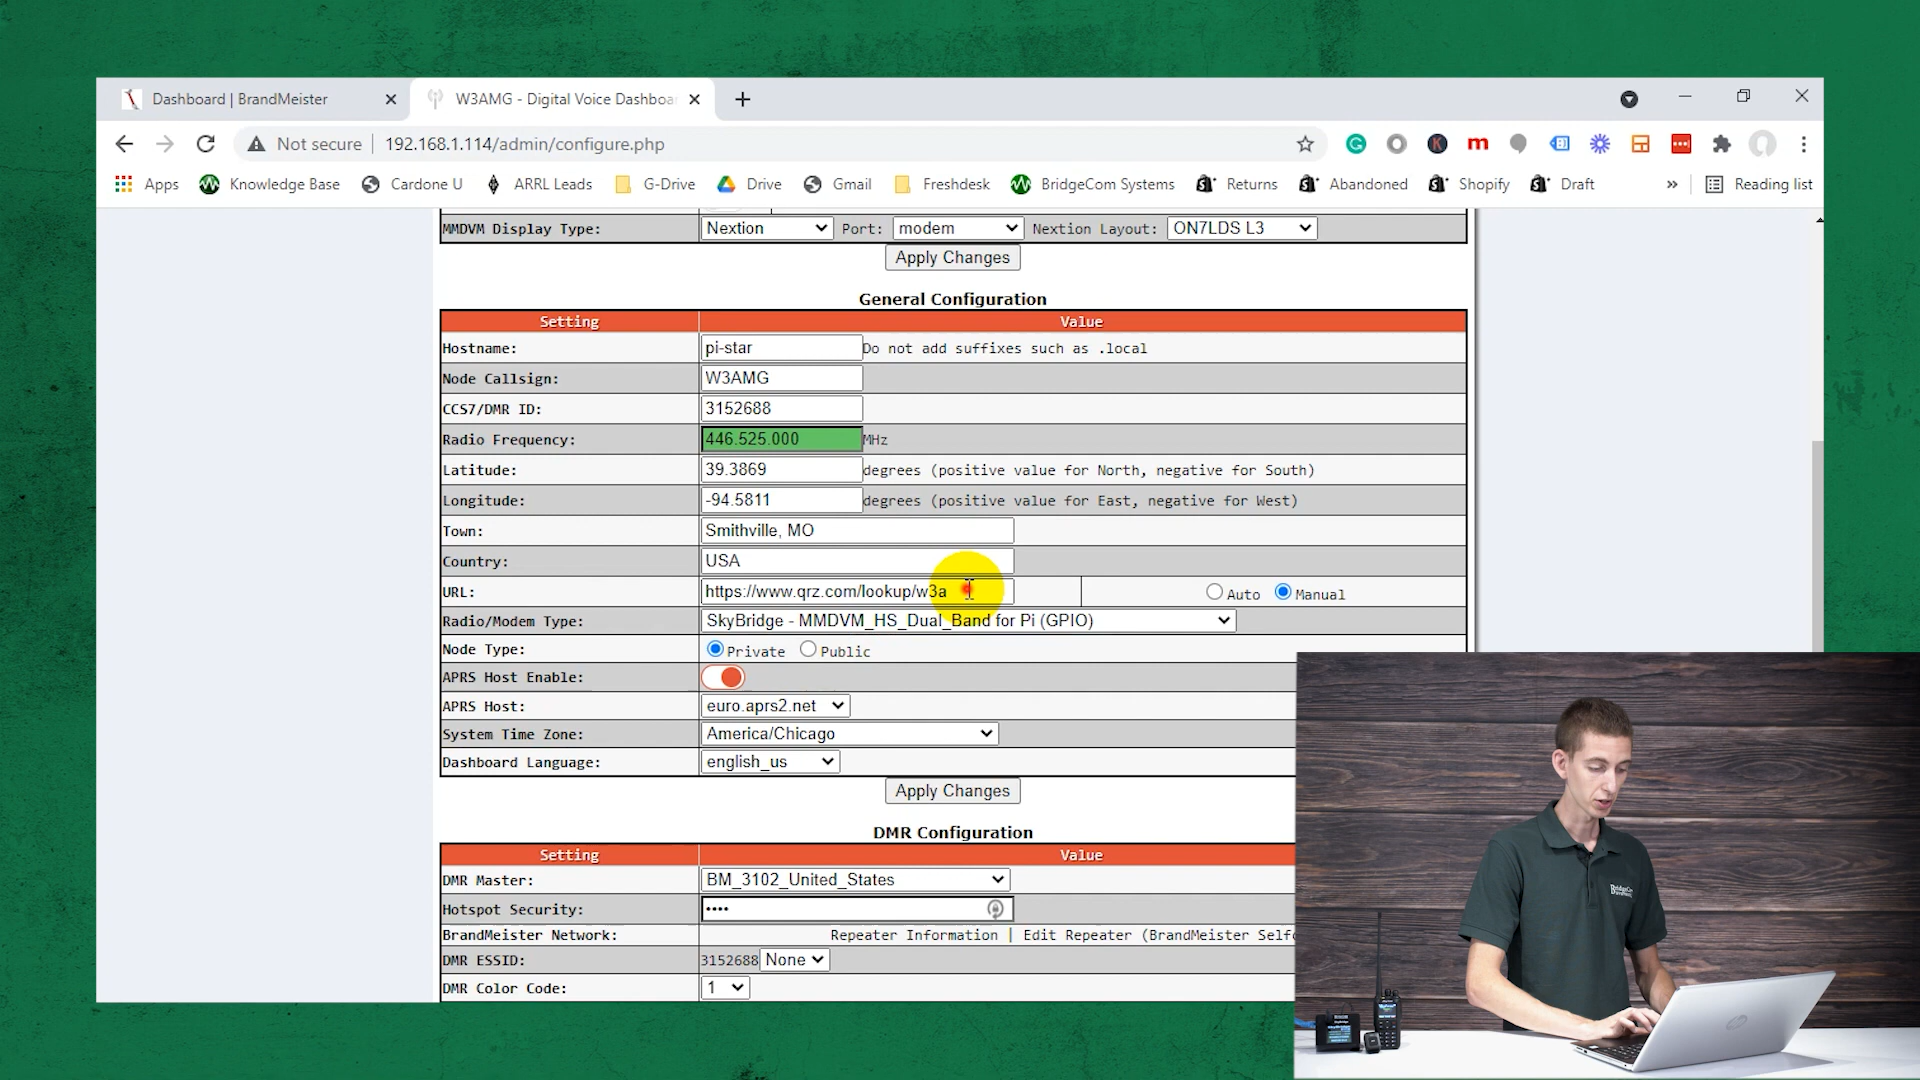 Dashboard | BrandMeister
W3AMG - Digital Voice Dashboa
Not secure | 192.168.1.114/admin/configure.php
Apps Knowledge Base Cardone U ARRL Leads G-Drive Drive Gmail Freshdesk BridgeCom Systems Returns Abandoned Shopify Draft » Reading list
MMDVM Display Type: Nextion Port: modem Nextion Layout: ON7LDS L3
Apply Changes
General Configuration
Setting Value
Hostname: pi-star Do not add suffixes such as .local
Node Callsign: W3AMG
CCS7/DMR ID: 3152688
Radio Frequency: 446.525.000 MHz
Latitude: 39.3869 degrees (positive value for North, negative for South)
Longitude: -94.5811 degrees (positive value for East, negative for West)
Town: Smithville, MO
Country: USA
URL: https://www.qrz.com/lookup/w3a Auto Manual
Radio/Modem Type: SkyBridge - MMDVM_HS_Dual_Band for Pi (GPIO)
Node Type: Private Public
APRS Host Enable:
APRS Host: euro.aprs2.net
System Time Zone: America/Chicago
Dashboard Language: english_us
Apply Changes
DMR Configuration
Setting Value
DMR Master: BM_3102_United_States
Hotspot Security: ••••
BrandMeister Network: Repeater Information | Edit Repeater (BrandMeister Selfc
DMR ESSID: 3152688 None
DMR Color Code: 1